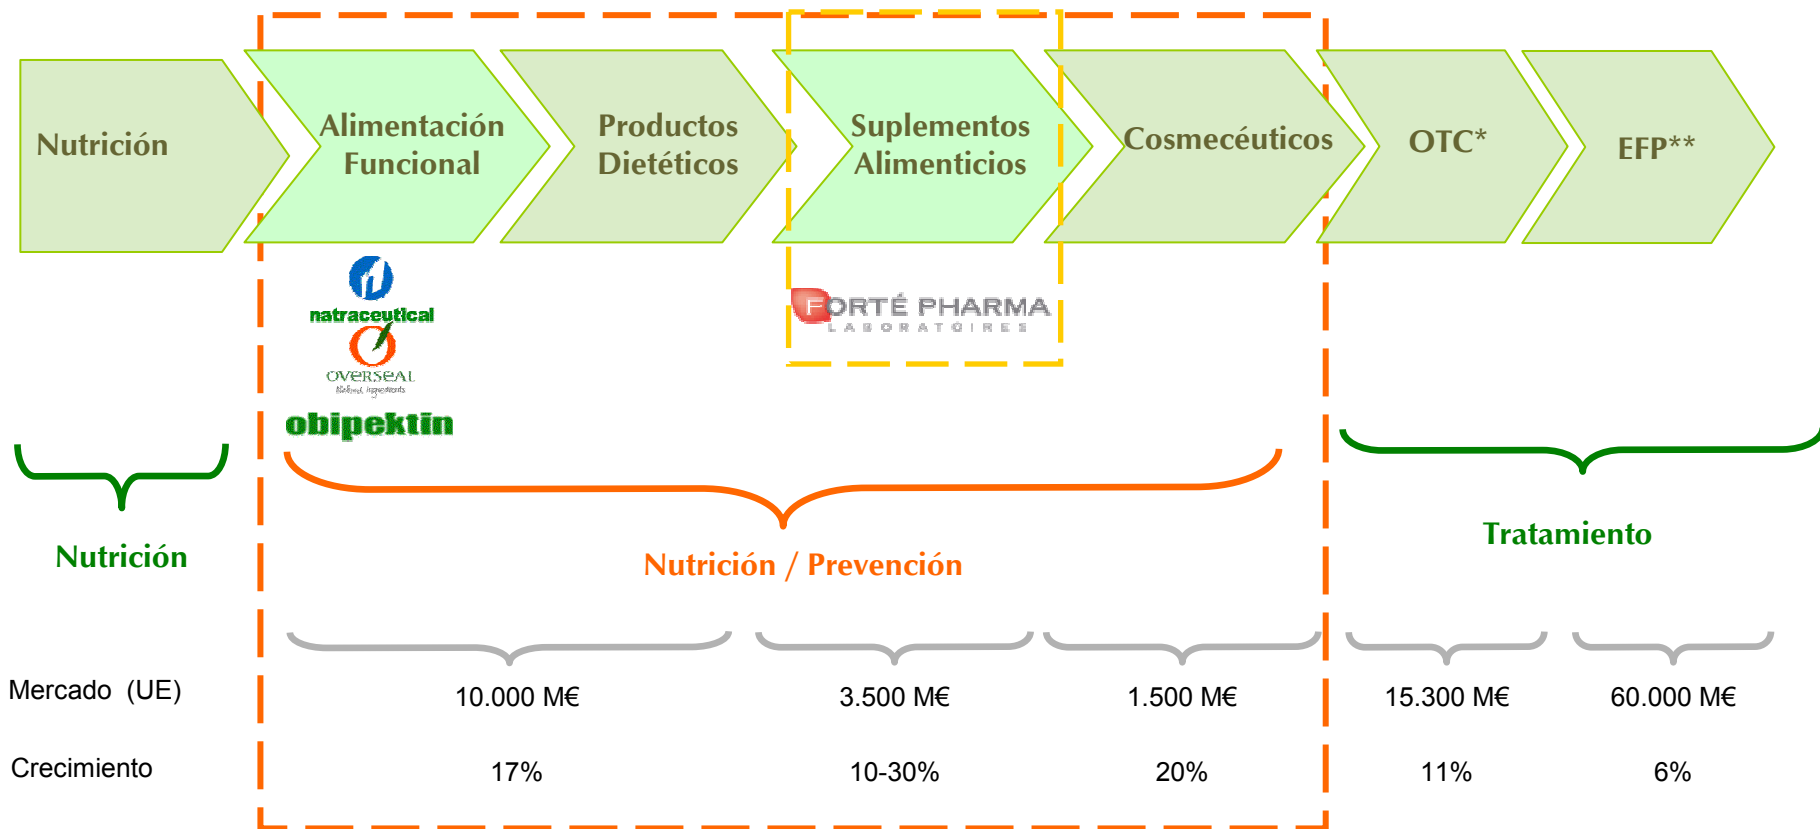 Nutrición
Alimentación
Funcional
Productos
Dietéticos
Suplementos
Alimenticios
Cosmecéuticos
OTC*
EFP**
natraceutical
OVERSEAL
Natural Ingredients
obipektin
FORTÉ PHARMA
LABORATOIRES
Nutrición
Nutrición / Prevención
Tratamiento
Mercado (UE) 10.000 M€ 3.500 M€ 1.500 M€ 15.300 M€ 60.000 M€
Crecimiento 17% 10-30% 20% 11% 6%